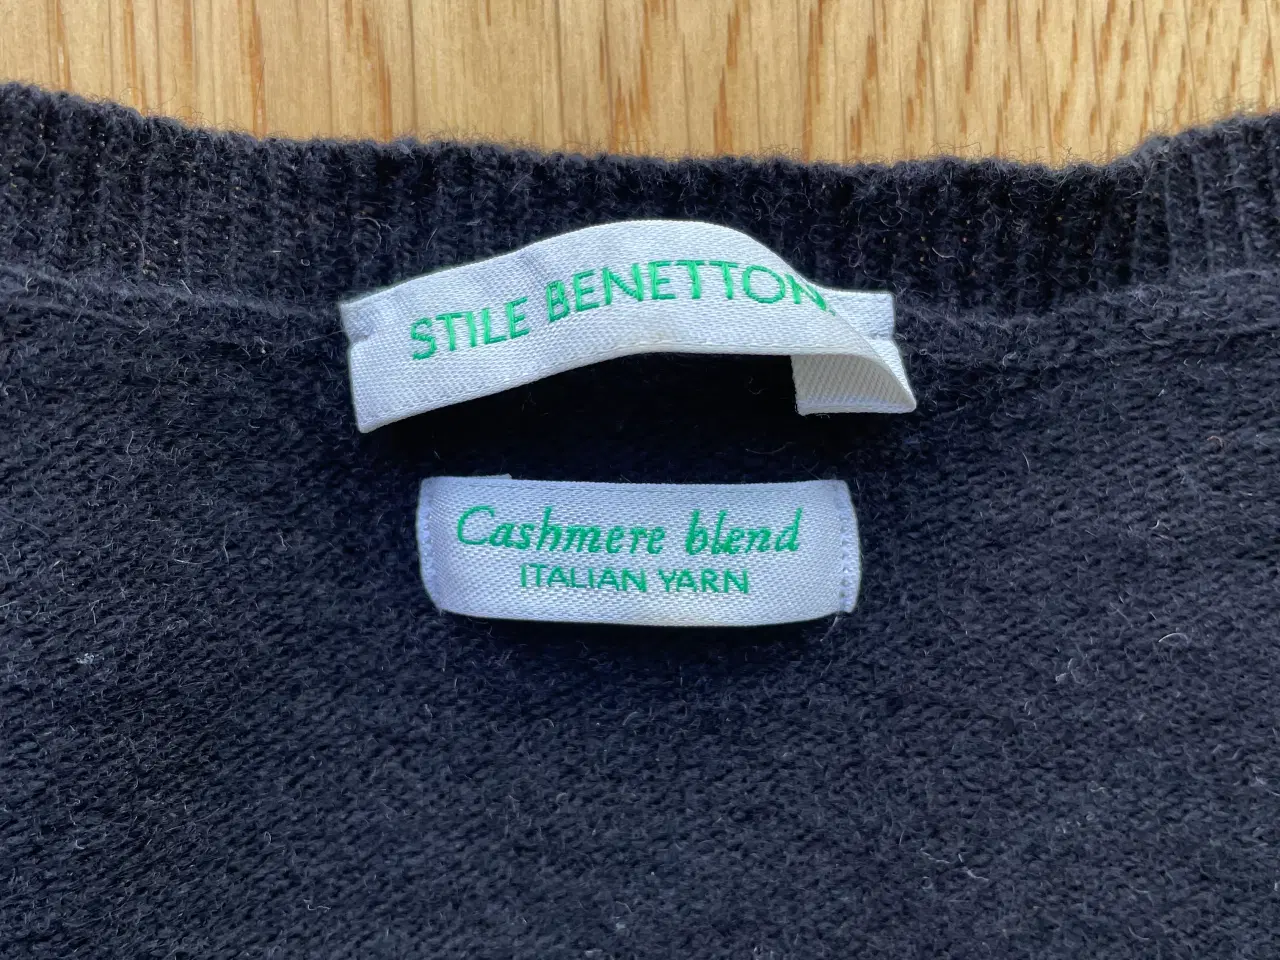 STILE BENETTON.
Cashmere blend
ITALIAN YARN